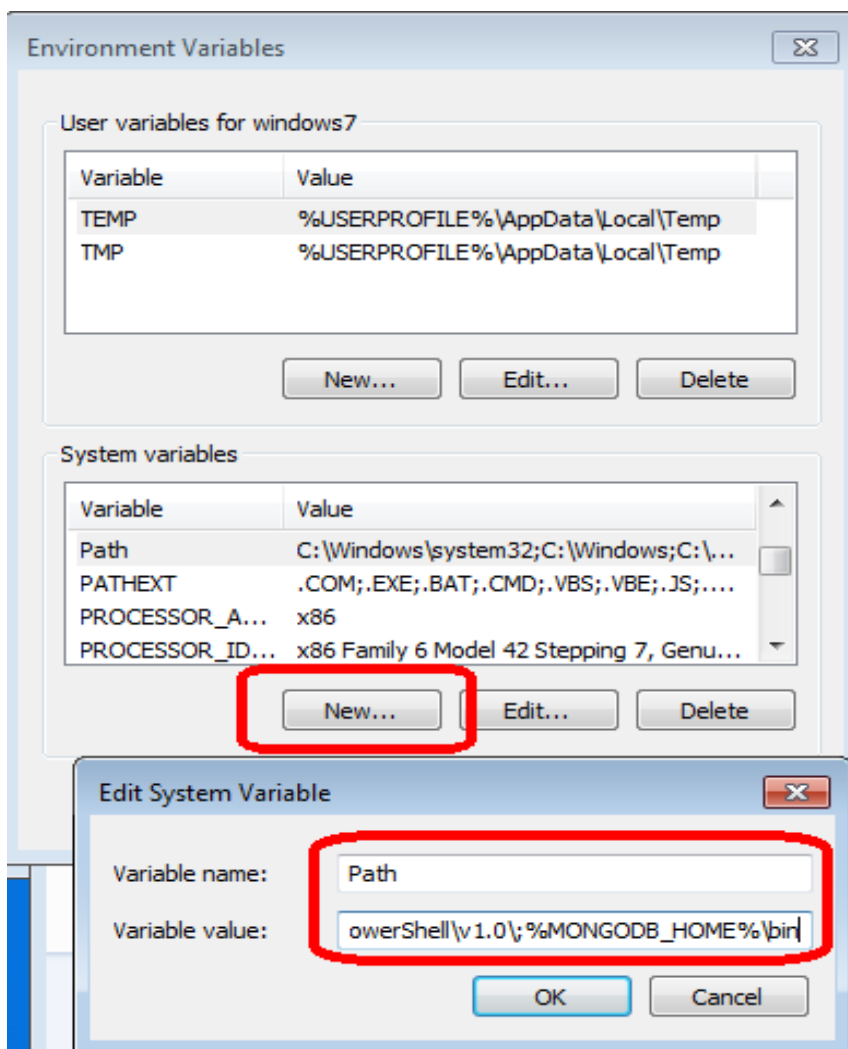 Environment Variables
User variables for windows7
Variable Value
TEMP %USERPROFILE%\AppData\Local\Temp
TMP %USERPROFILE%\AppData\Local\Temp
New... Edit... Delete
System variables
Variable Value
Path C:\Windows\system32;C:\Windows;C:\...
PATHEXT .COM;.EXE;.BAT;.CMD;.VBS;.VBE;.JS;....
PROCESSOR_A... x86
PROCESSOR_ID... x86 Family 6 Model 42 Stepping 7, Genu...
New... Edit... Delete
Edit System Variable
Variable name: Path
Variable value: owerShell\v1.0\;%MONGODB_HOME%\bin
OK Cancel